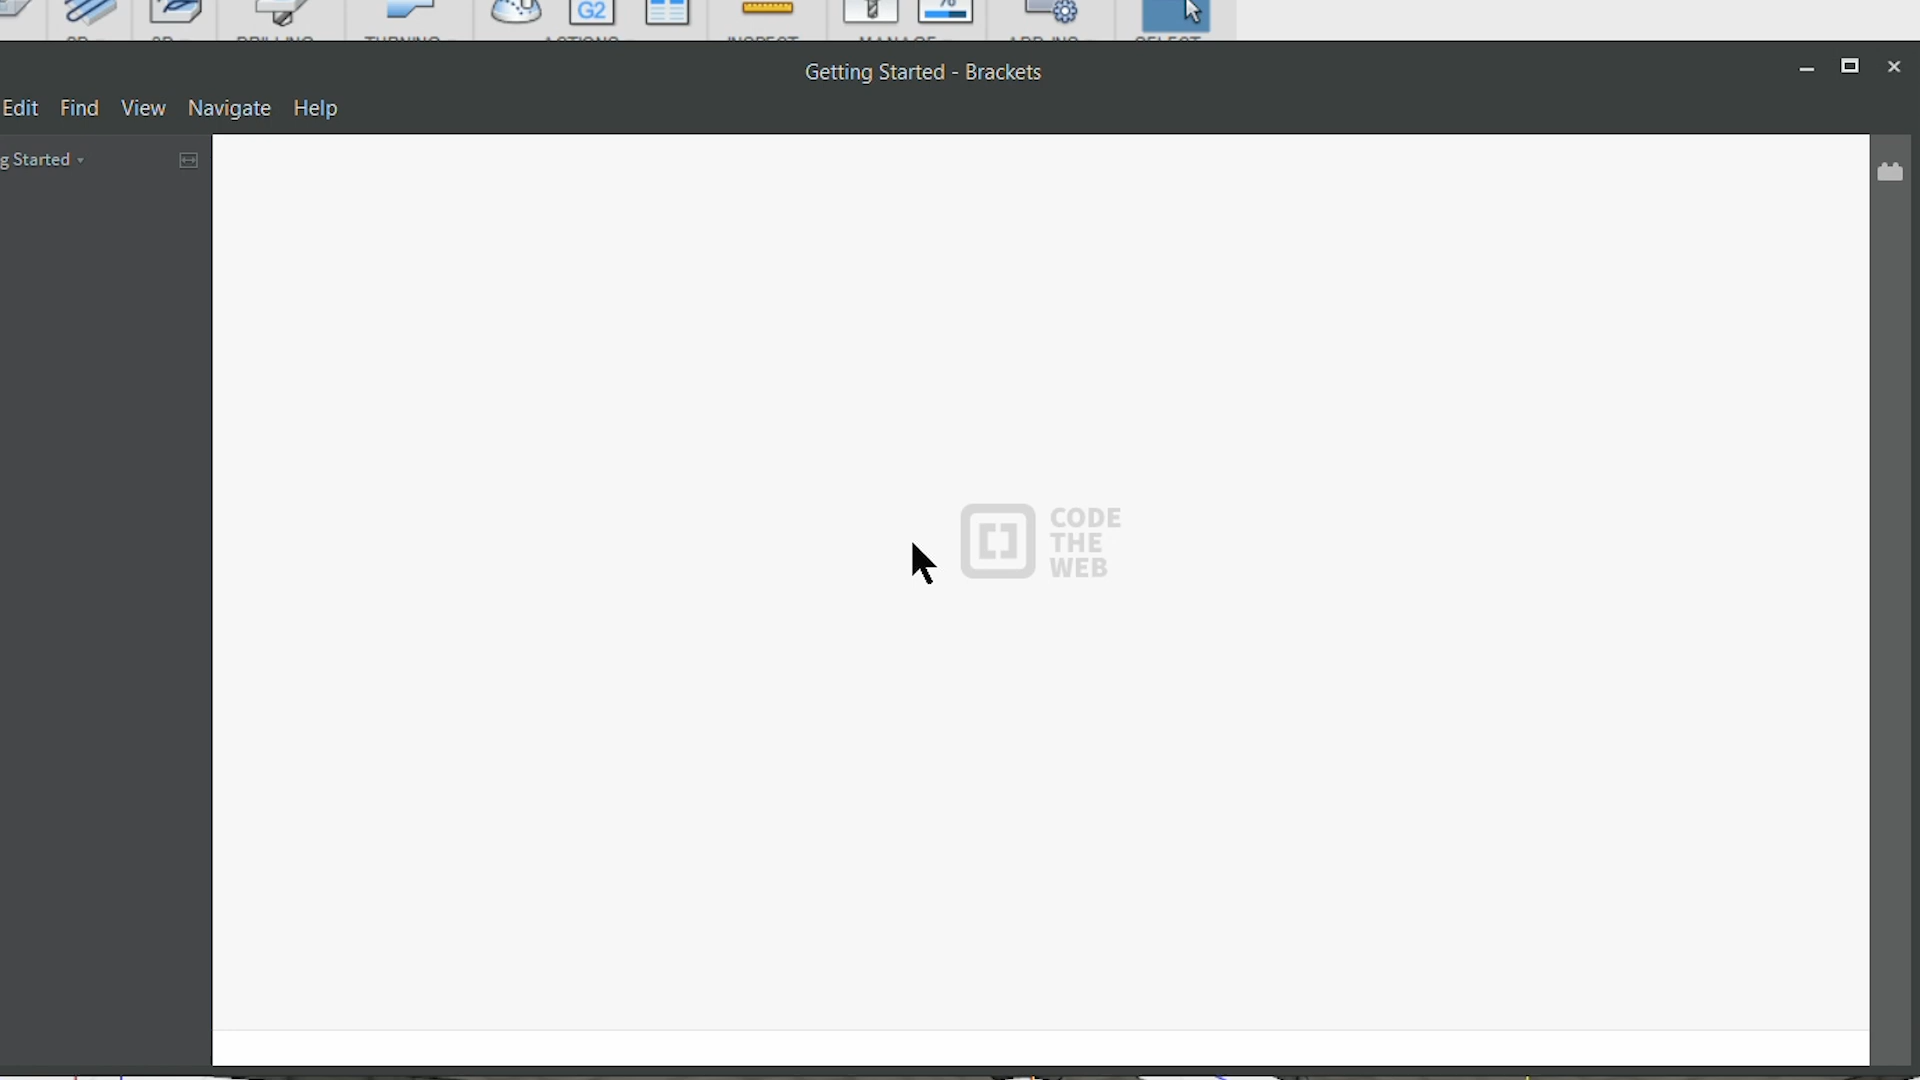 G2
Getting Started - Brackets
Edit Find View Navigate Help
g Started
CODE
THE
WEB